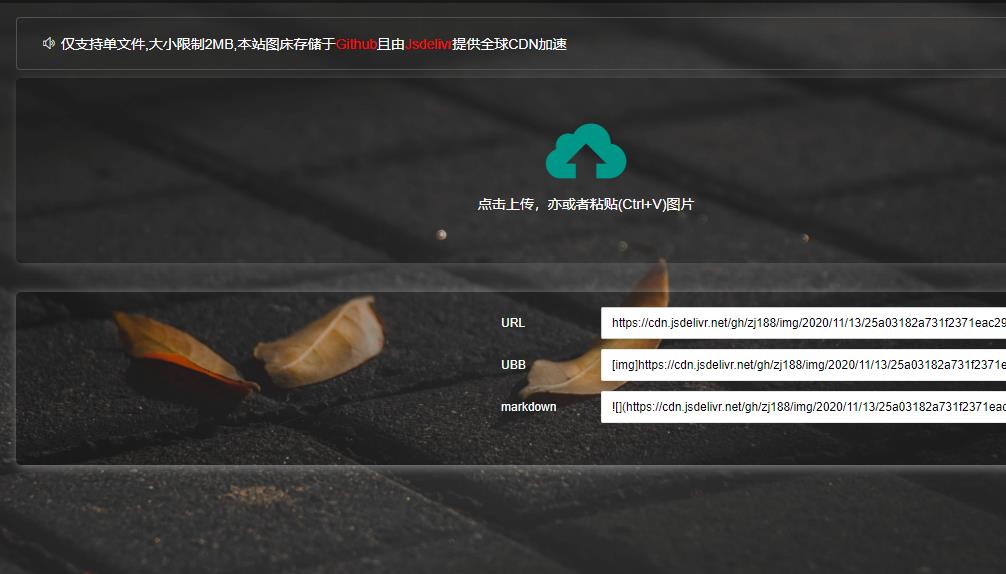 仅支持单文件,大小限制2MB,本站图床存储于Github且由Jsdelivr提供全球CDN加速
点击上传，亦或者粘贴(Ctrl+V)图片
URL https://cdn.jsdelivr.net/gh/zj188/img/2020/11/13/25a03182a731f2371eac29
UBB [img]https://cdn.jsdelivr.net/gh/zj188/img/2020/11/13/25a03182a731f2371e
markdown ![](https://cdn.jsdelivr.net/gh/zj188/img/2020/11/13/25a03182a731f2371eac